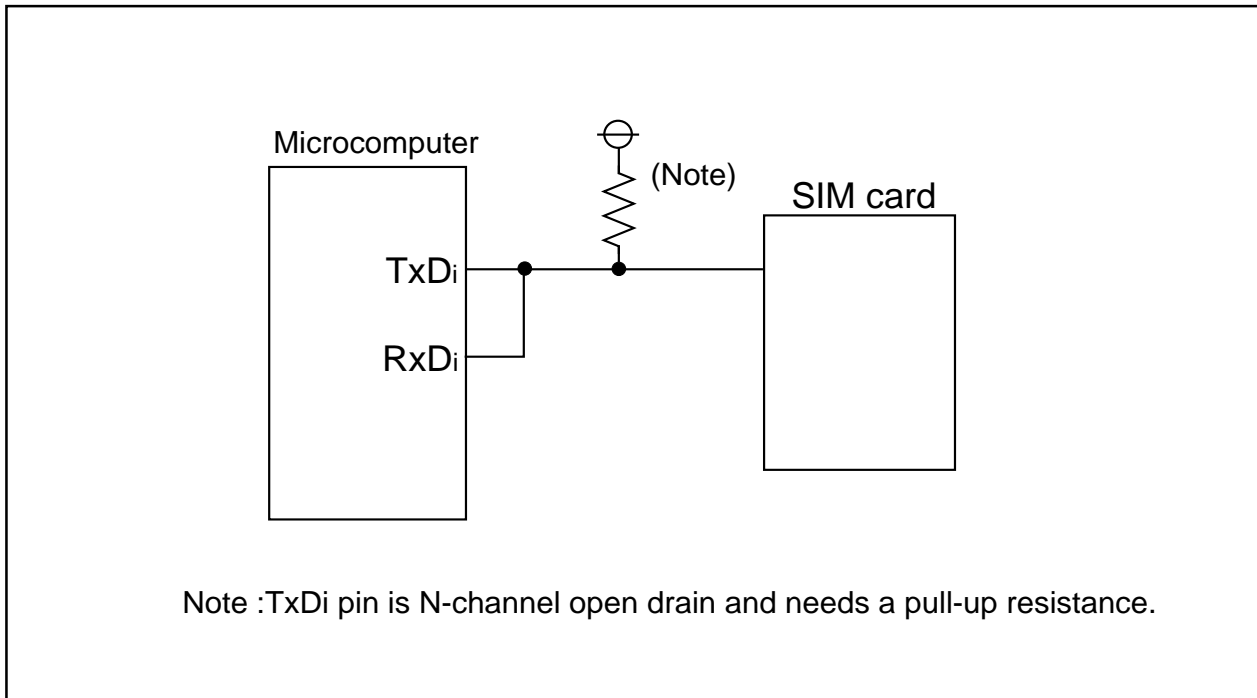 Microcomputer
(Note)
SIM card
TxDi
RxDi
Note :TxDi pin is N-channel open drain and needs a pull-up resistance.